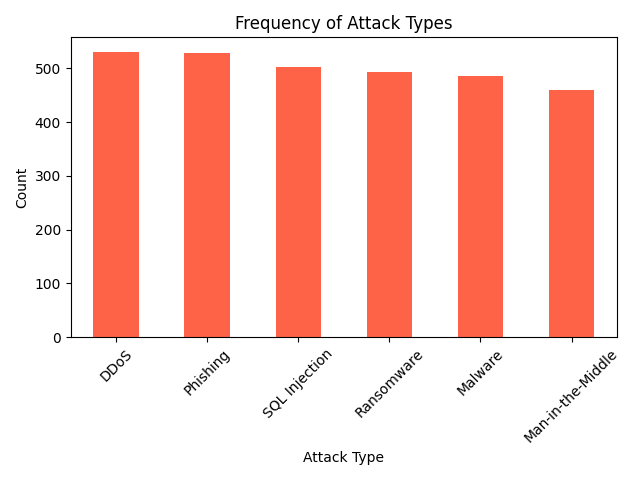 Frequency of Attack Types
Count
500
400
300
200
100
0
DDoS
Phishing
SQL Injection
Ransomware
Malware
Man-in-the-Middle
Attack Type